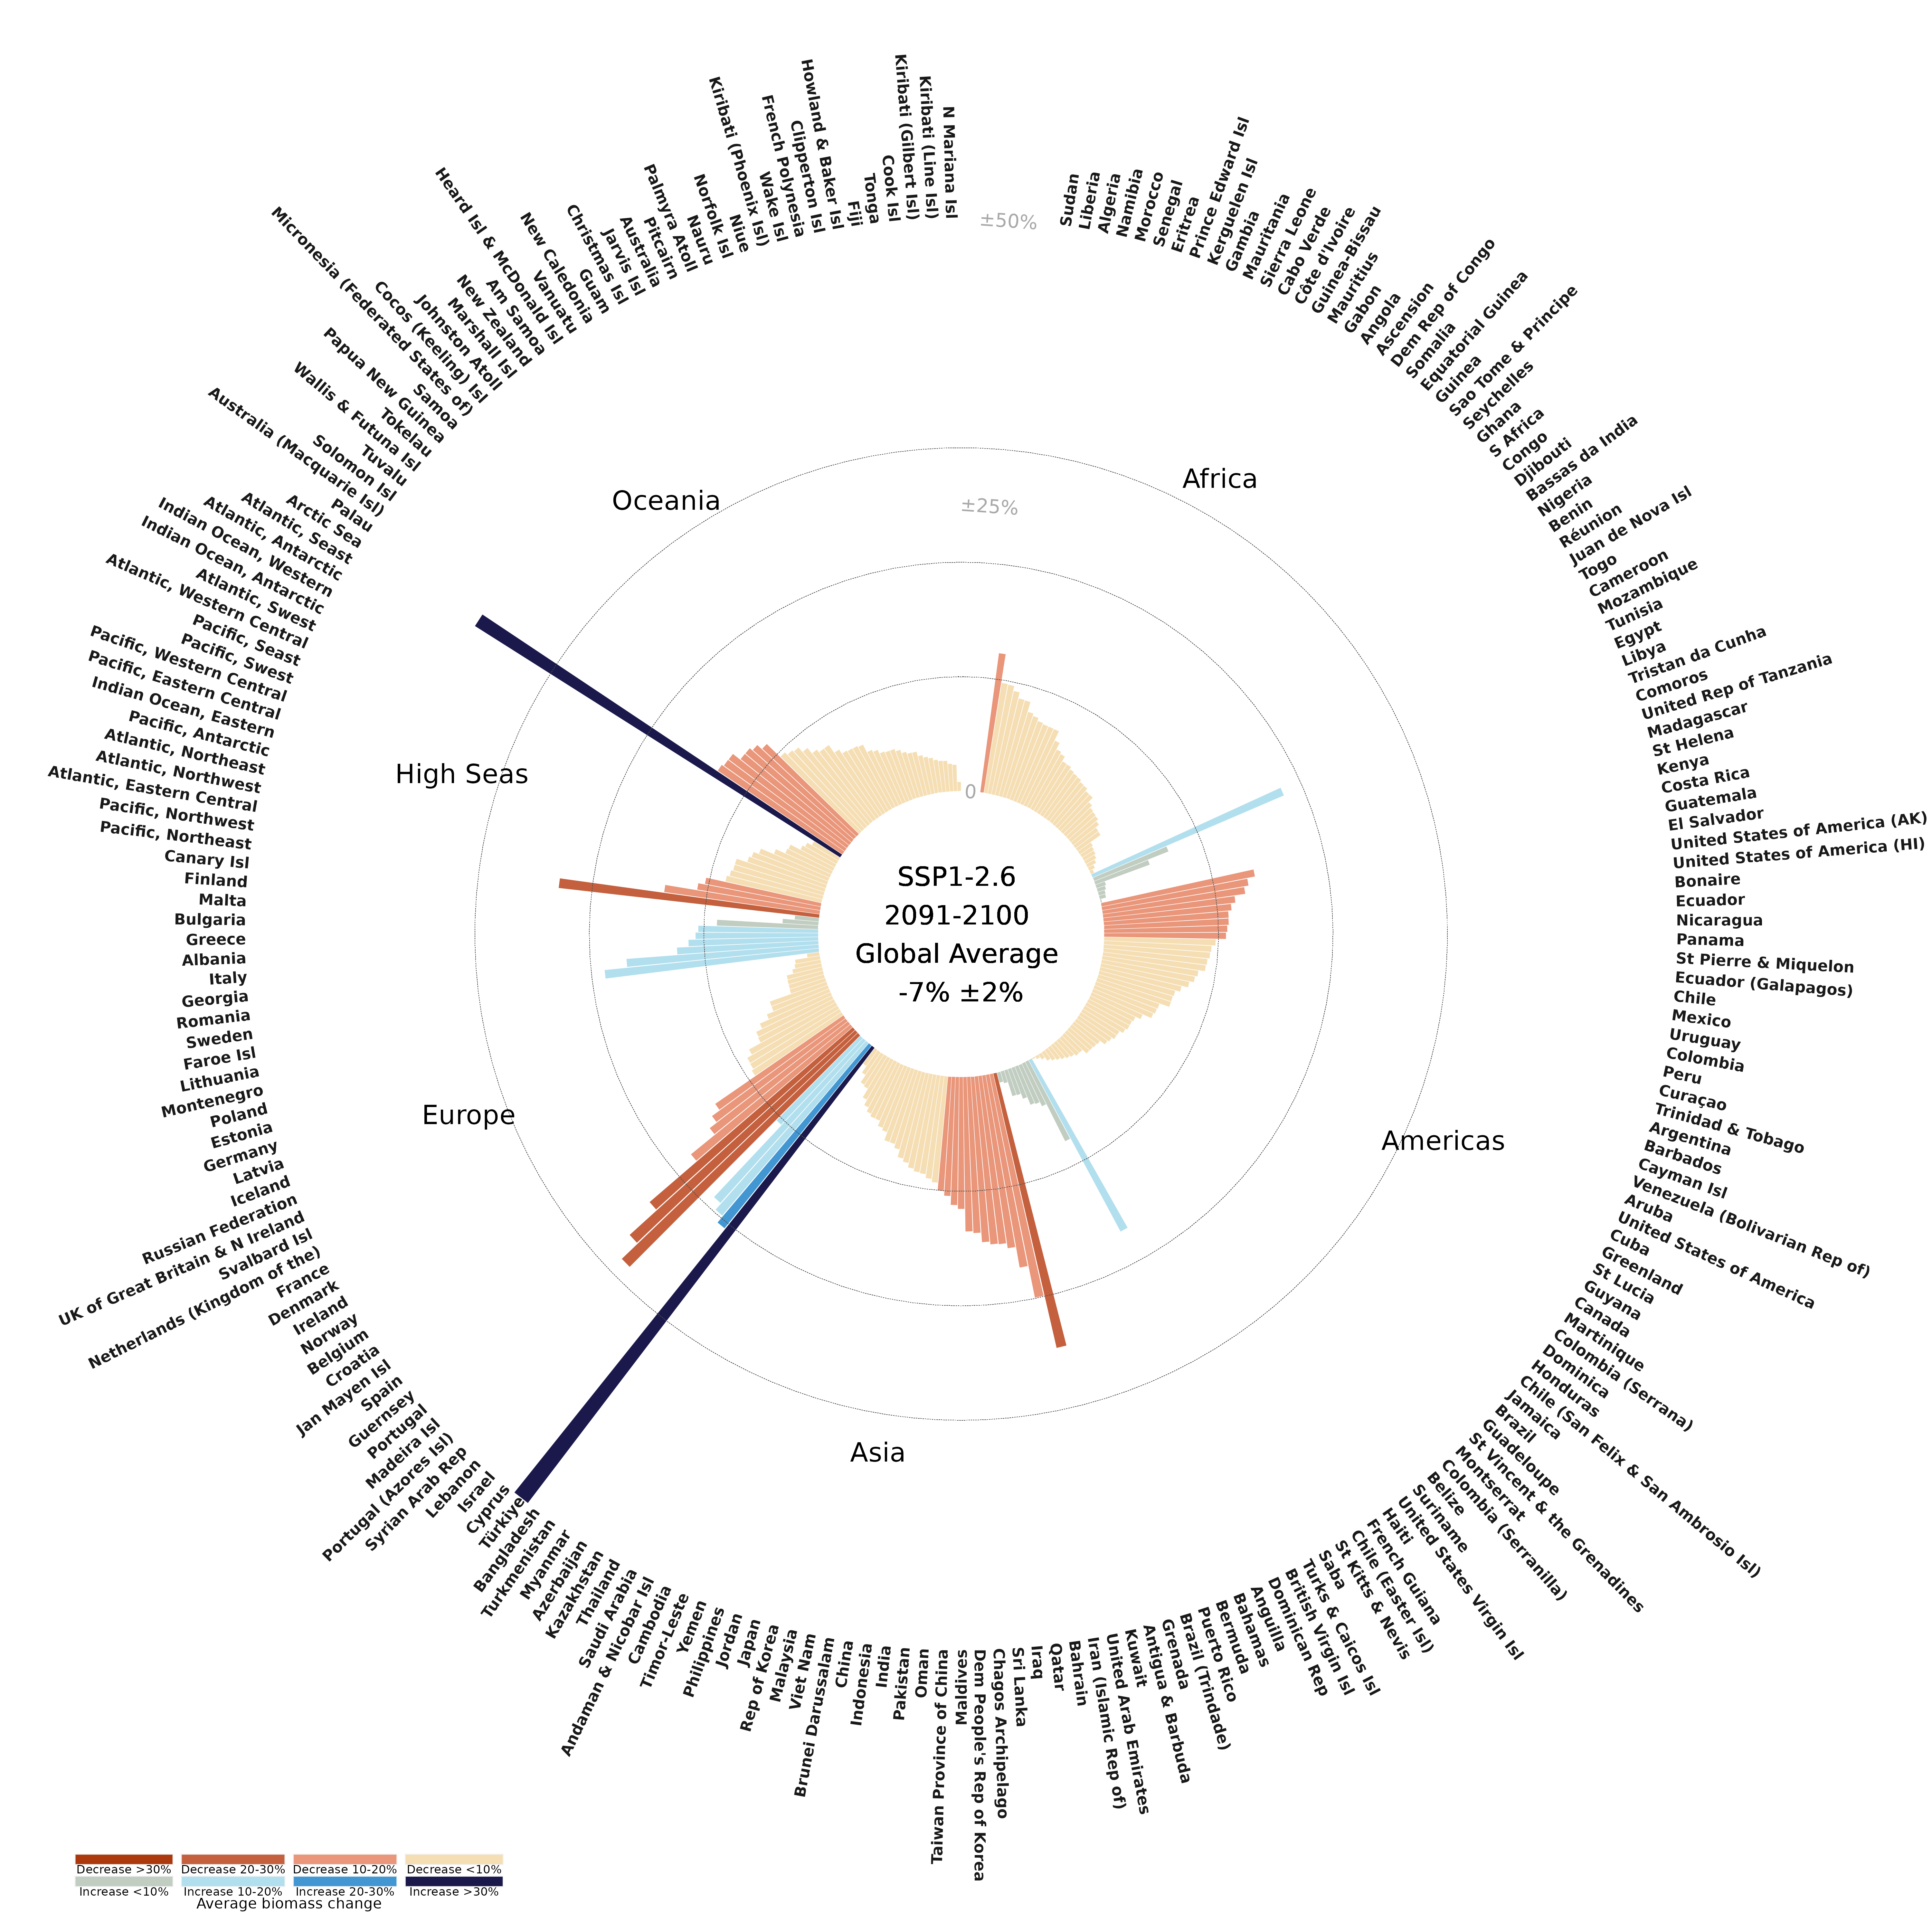 ±50%
±25%
0
SSP1-2.6
2091-2100
Global Average
-7% ±2%
Africa
Sudan
Liberia
Algeria
Namibia
Morocco
Senegal
Eritrea
Prince Edward Isl
Kerguelen Isl
Gambia
Mauritania
Sierra Leone
Cabo Verde
Côte d'Ivoire
Guinea-Bissau
Mauritius
Gabon
Angola
Ascension
Dem Rep of Congo
Somalia
Equatorial Guinea
Guinea
Sao Tome & Principe
Seychelles
Ghana
S Africa
Congo
Djibouti
Bassas da India
Nigeria
Benin
Réunion
Juan de Nova Isl
Togo
Cameroon
Mozambique
Tunisia
Egypt
Libya
Tristan da Cunha
Comoros
United Rep of Tanzania
Madagascar
St Helena
Kenya
Americas
Costa Rica
Guatemala
El Salvador
United States of America (AK)
United States of America (HI)
Bonaire
Ecuador
Nicaragua
Panama
St Pierre & Miquelon
Ecuador (Galapagos)
Chile
Mexico
Uruguay
Colombia
Peru
Curaçao
Trinidad & Tobago
Argentina
Barbados
Cayman Isl
Venezuela (Bolivarian Rep of)
Aruba
United States of America
Cuba
Greenland
St Lucia
Guyana
Canada
Martinique
Colombia (Serrana)
Dominica
Honduras
Chile (San Felix & San Ambrosio Isl)
Jamaica
Brazil
Guadeloupe
St Vincent & the Grenadines
Montserrat
Colombia (Serranilla)
Belize
Suriname
United States Virgin Isl
Haiti
French Guiana
Chile (Easter Isl)
St Kitts & Nevis
Saba
Turks & Caicos Isl
British Virgin Isl
Dominican Rep
Anguilla
Bahamas
Bermuda
Puerto Rico
Brazil (Trindade)
Grenada
Antigua & Barbuda
Asia
Kuwait
United Arab Emirates
Iran (Islamic Rep of)
Bahrain
Qatar
Iraq
Sri Lanka
Chagos Archipelago
Dem People's Rep of Korea
Maldives
Taiwan Province of China
Oman
Pakistan
India
Indonesia
China
Brunei Darussalam
Viet Nam
Malaysia
Rep of Korea
Japan
Jordan
Philippines
Yemen
Timor-Leste
Cambodia
Andaman & Nicobar Isl
Saudi Arabia
Thailand
Kazakhstan
Azerbaijan
Myanmar
Turkmenistan
Bangladesh
Türkiye
Cyprus
Israel
Lebanon
Syrian Arab Rep
Europe
Portugal (Azores Isl)
Madeira Isl
Portugal
Guernsey
Spain
Jan Mayen Isl
Croatia
Belgium
Norway
Ireland
Denmark
France
Netherlands (Kingdom of the)
Svalbard Isl
UK of Great Britain & N Ireland
Russian Federation
Iceland
Latvia
Germany
Estonia
Poland
Montenegro
Lithuania
Faroe Isl
Sweden
Romania
Georgia
Italy
Albania
Greece
Bulgaria
Malta
Finland
Canary Isl
High Seas
Pacific, Northeast
Pacific, Northwest
Atlantic, Eastern Central
Atlantic, Northwest
Atlantic, Northeast
Pacific, Antarctic
Indian Ocean, Eastern
Pacific, Eastern Central
Pacific, Western Central
Pacific, Swest
Pacific, Seast
Atlantic, Western Central
Atlantic, Swest
Indian Ocean, Antarctic
Indian Ocean, Western
Atlantic, Antarctic
Atlantic, Seast
Arctic Sea
Oceania
Palau
Australia (Macquarie Isl)
Solomon Isl
Tuvalu
Wallis & Futuna Isl
Tokelau
Papua New Guinea
Samoa
Micronesia (Federated States of)
Cocos (Keeling) Isl
Johnston Atoll
Marshall Isl
New Zealand
Am Samoa
Heard Isl & McDonald Isl
Vanuatu
New Caledonia
Guam
Christmas Isl
Jarvis Isl
Australia
Pitcairn
Palmyra Atoll
Nauru
Norfolk Isl
Niue
Kiribati (Phoenix Isl)
Wake Isl
French Polynesia
Clipperton Isl
Howland & Baker Isl
Fiji
Tonga
Cook Isl
Kiribati (Gilbert Isl)
Kiribati (Line Isl)
N Mariana Isl
Decrease >30%
Decrease 20-30%
Decrease 10-20%
Decrease <10%
Increase <10%
Increase 10-20%
Increase 20-30%
Increase >30%
Average biomass change